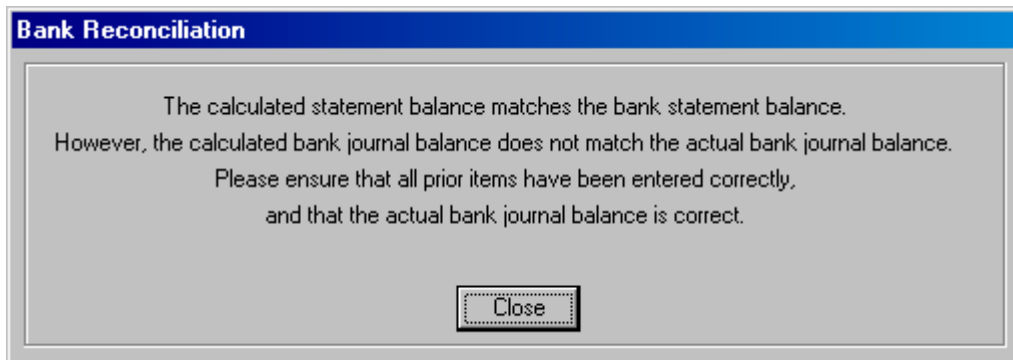 Bank Reconciliation
The calculated statement balance matches the bank statement balance.
However, the calculated bank journal balance does not match the actual bank journal balance.
Please ensure that all prior items have been entered correctly,
and that the actual bank journal balance is correct.
Close